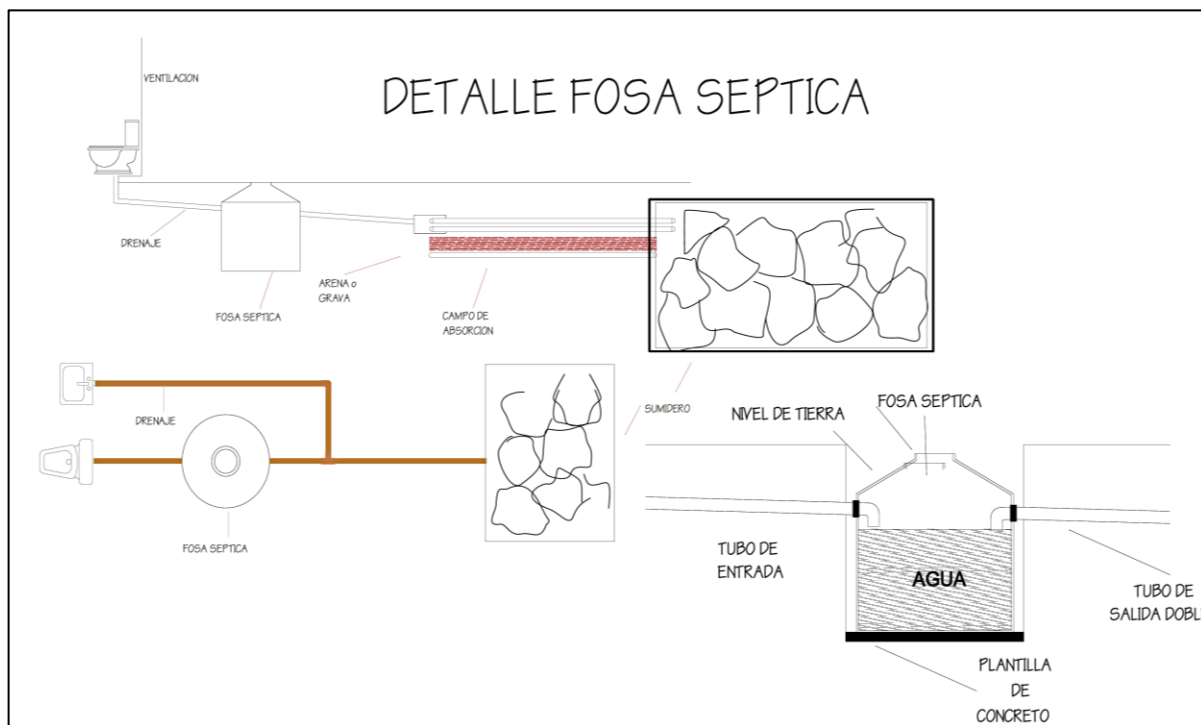 VENTILACION
DETALLE FOSA SEPTICA
DRENAJE
FOSA SEPTICA
ARENA o
GRAVA
CAMPO DE
ABSORCION
DRENAJE
SUMIDERO
FOSA SEPTICA
NIVEL DE TIERRA
FOSA SEPTICA
TUBO DE
ENTRADA
AGUA
TUBO DE
SALIDA DOBL
PLANTILLA
DE
CONCRETO